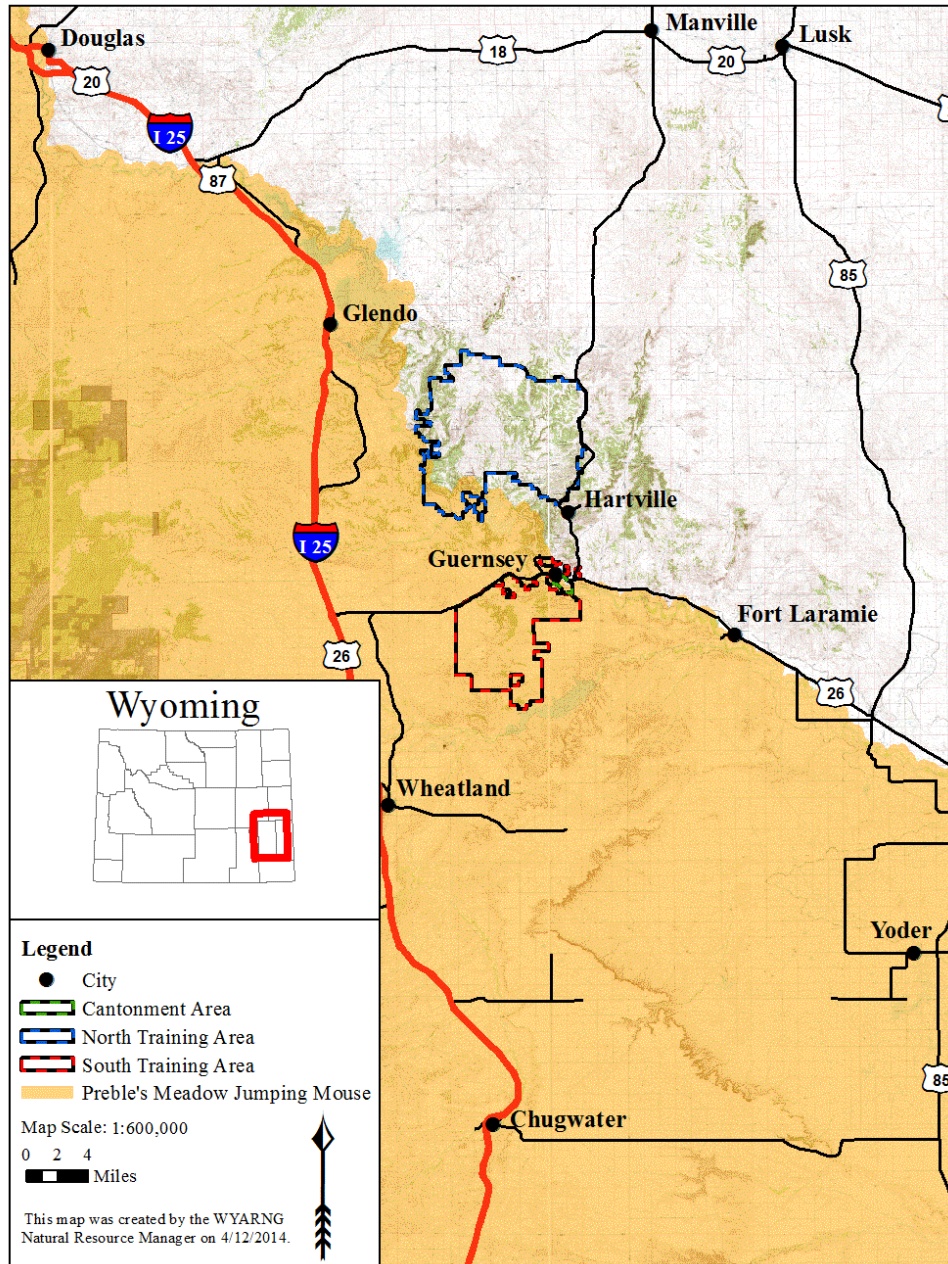 Manville
Douglas
Lusk
18
20
20
I 25
87
85
Glendo
Hartville
I 25
Guernsey
Fort Laramie
26
26
Wyoming
Wheatland
Yoder
Legend
City
Cantonment Area
North Training Area
South Training Area
Preble's Meadow Jumping Mouse
85
Map Scale: 1:600,000
Chugwater
0 2 4
Miles
This map was created by the WYARNG
Natural Resource Manager on 4/12/2014.